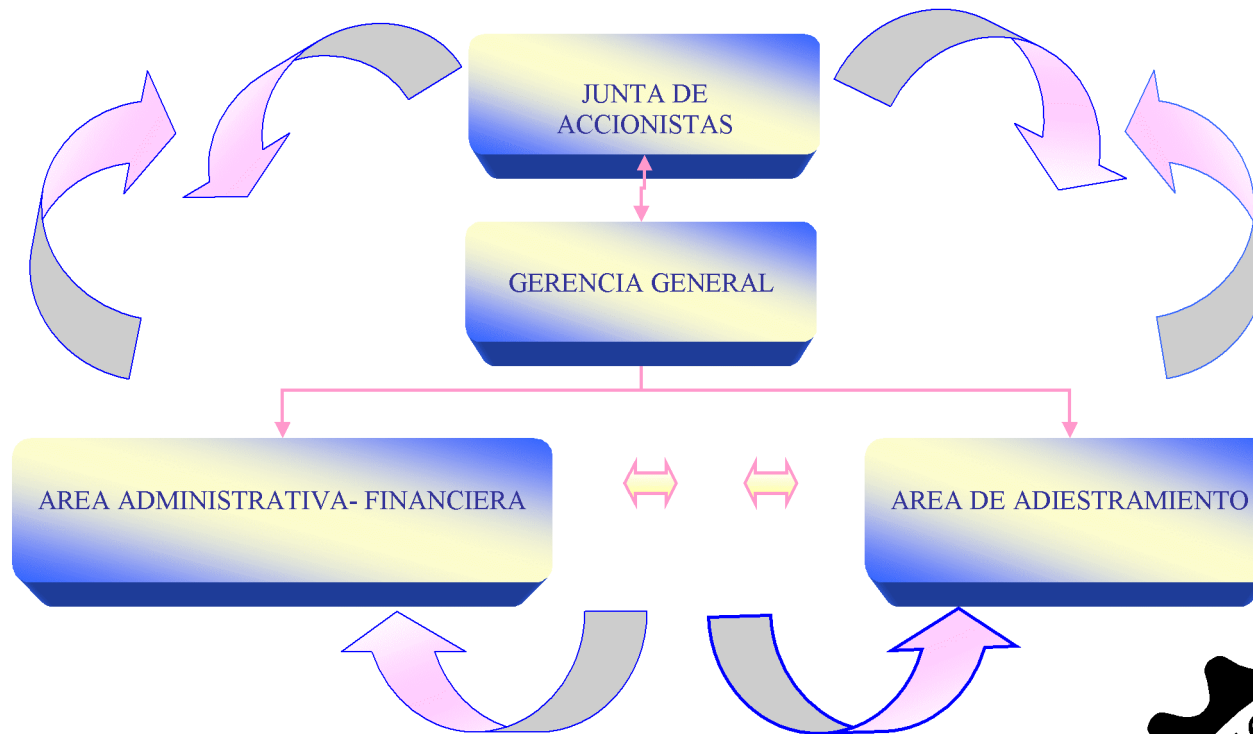 JUNTA DE
ACCIONISTAS
GERENCIA GENERAL
AREA ADMINISTRATIVA- FINANCIERA
AREA DE ADIESTRAMIENTO